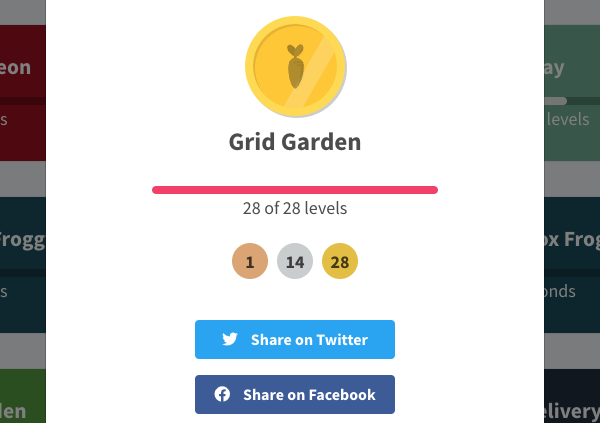 eon
ay
s
levels
Grid Garden
28 of 28 levels
Frogg
ox Frog
s
onds
1
14
28
Share on Twitter
Share on Facebook
den
elivery